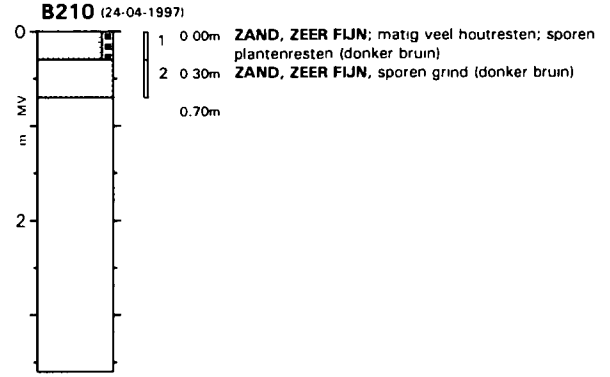 B210 (24-04-1997)
0
1 0 00m ZAND, ZEER FIJN; matig veel houtresten; sporen
plantenresten (donker bruin)
2 0 30m ZAND, ZEER FIJN, sporen grind (donker bruin)
m MV
0.70m
2